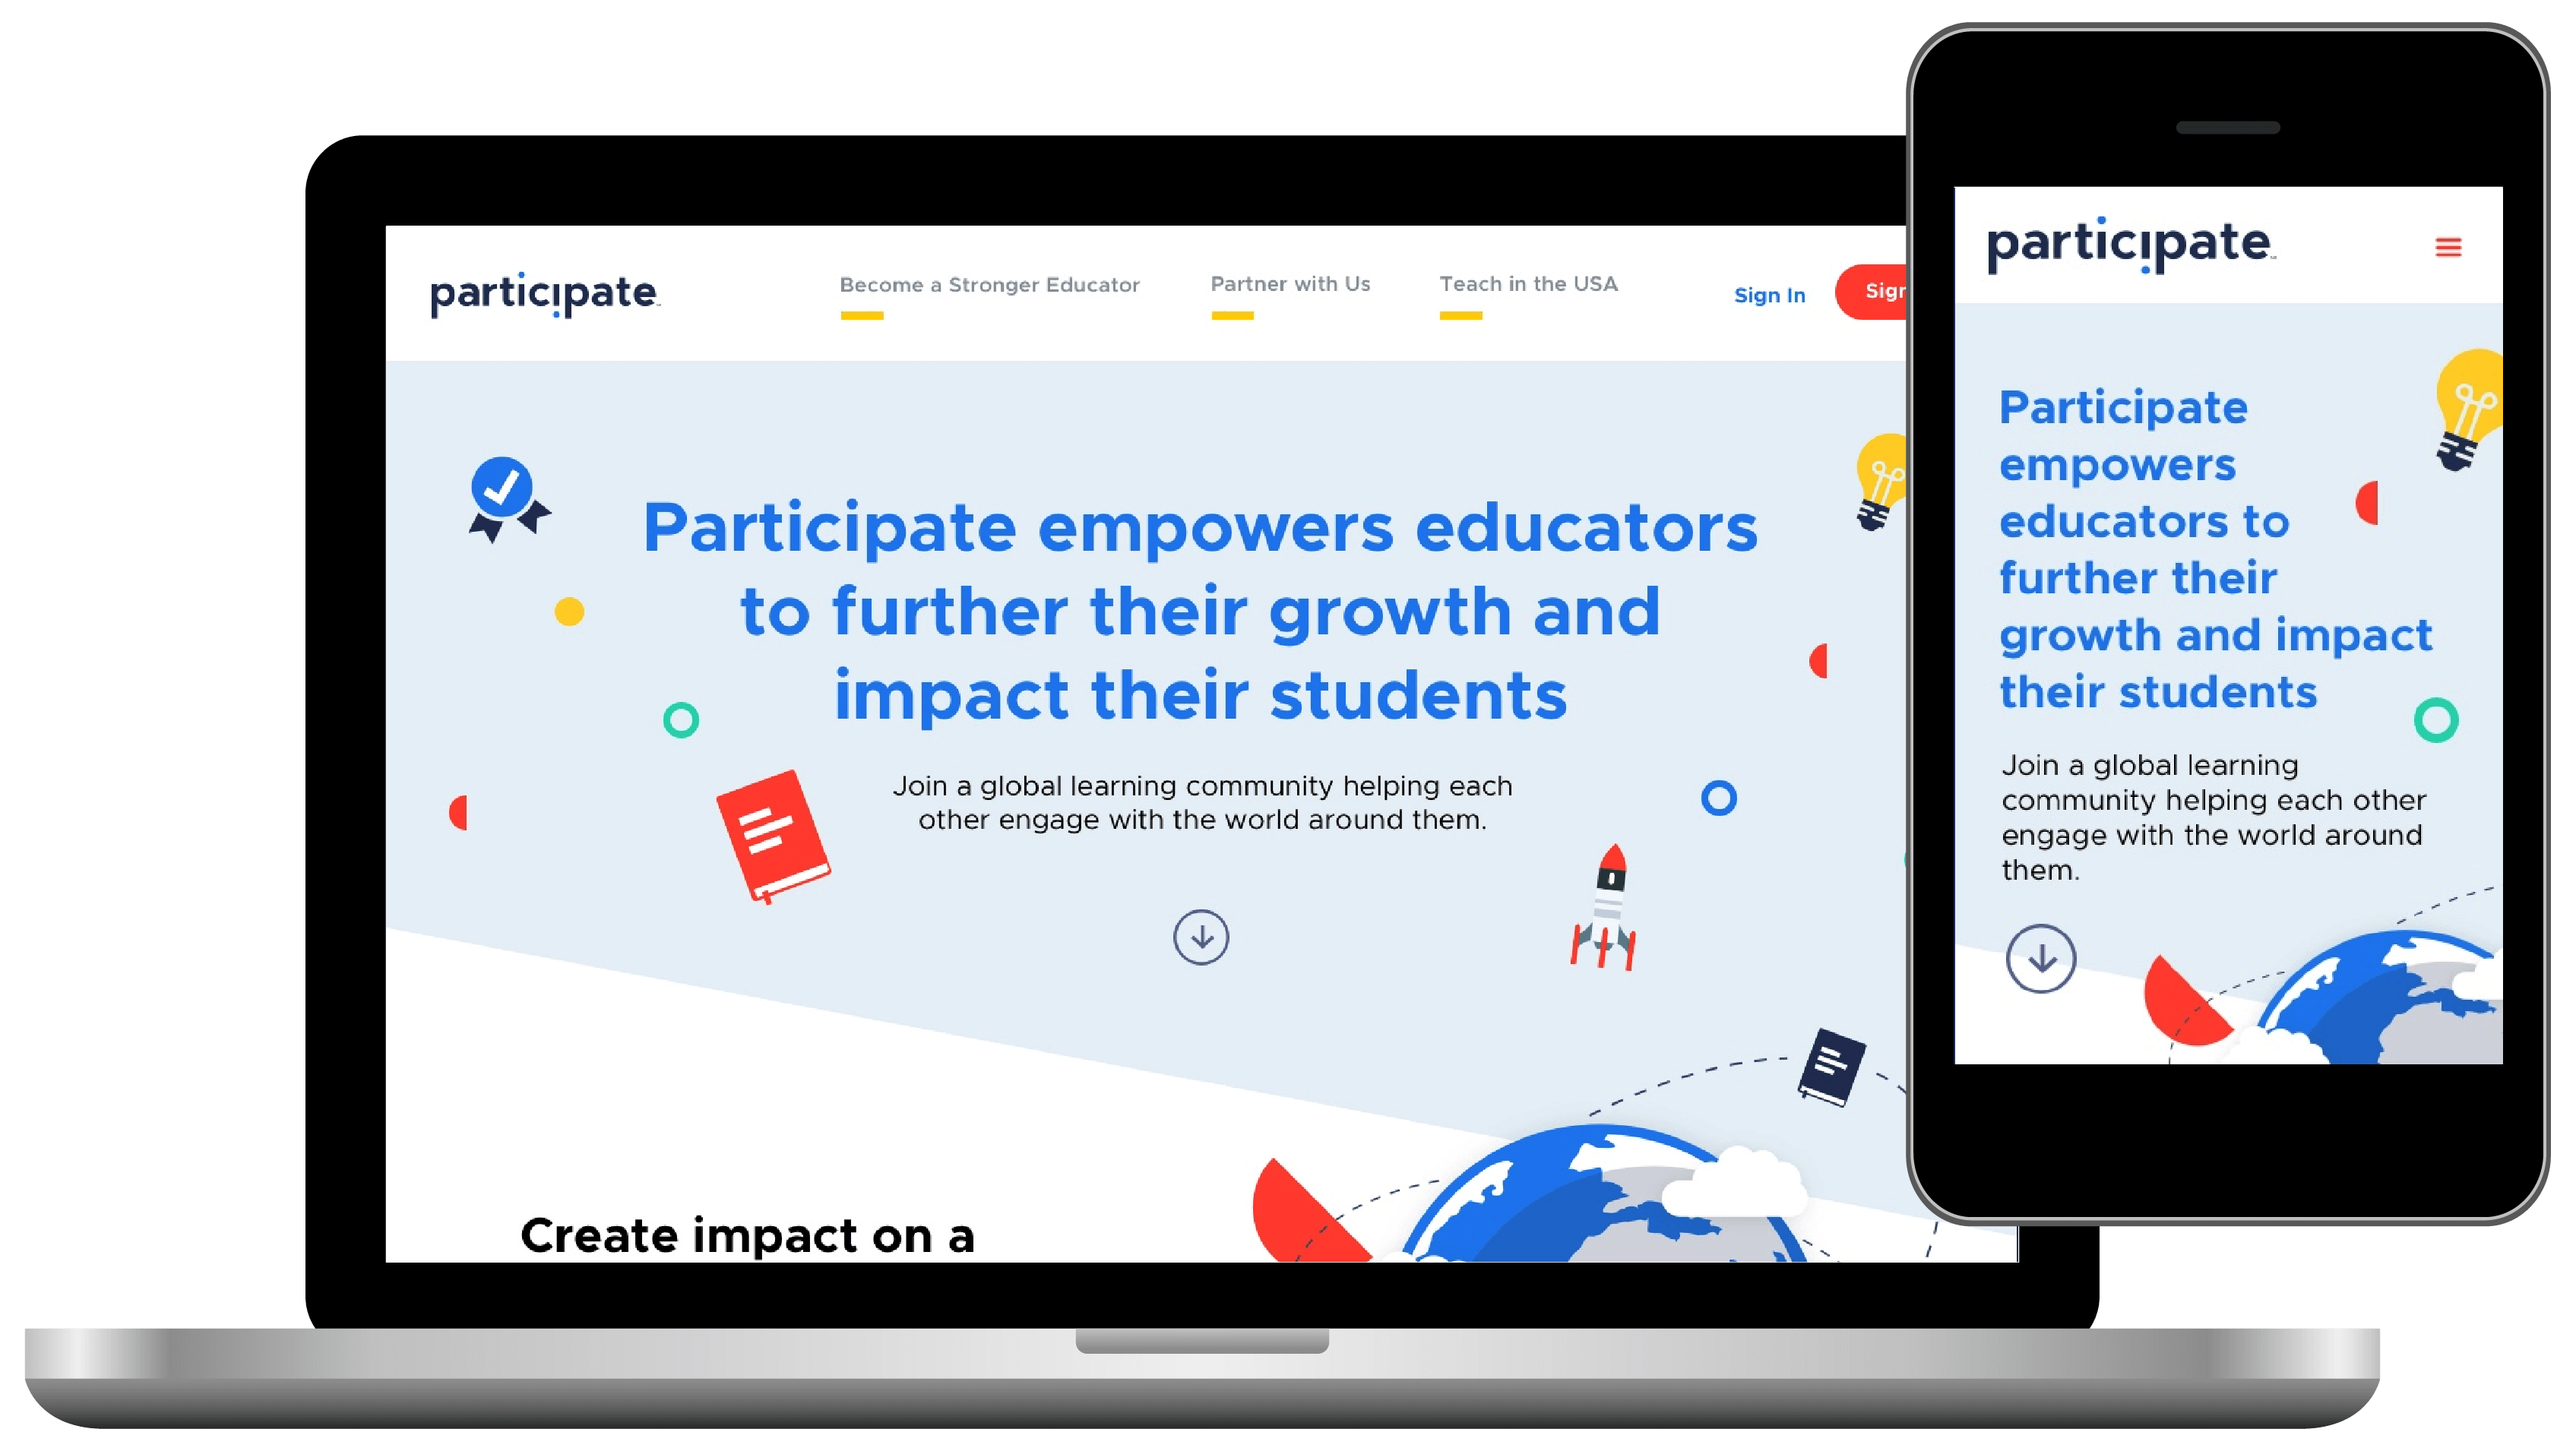 participate
Become a Stronger Educator
Partner with Us
Teach in the USA
Sign In
Sign
Participate empowers educators
to further their growth and
impact their students
Join a global learning community helping each
other engage with the world around them.
Create impact on a
participate
Participate
empowers
educators to
further their
growth and impact
their students
Join a global learning
community helping each other
engage with the world around
them.